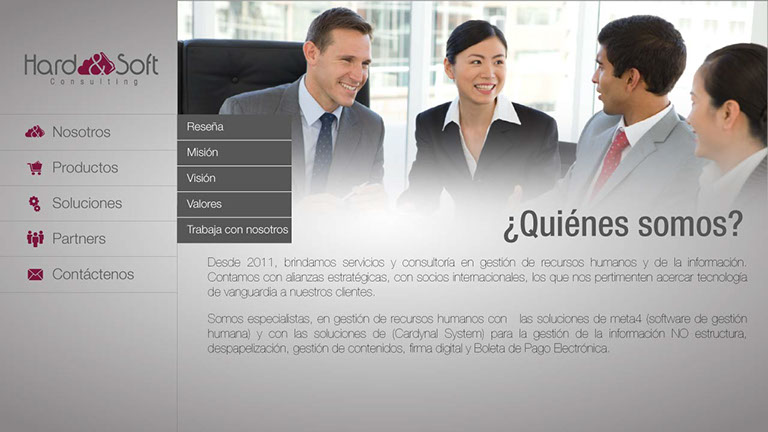 Hard&Soft
Consulting
Nosotros
Productos
Soluciones
Partners
Contáctenos
Reseña
Misión
Visión
Valores
Trabaja con nosotros
¿Quiénes somos?
Desde 2011, brindamos servicios y consultoría en gestión de recursos humanos y de la información.
Contamos con alianzas estratégicas, con socios internacionales, los que nos pertimenten acercar tecnologia
de vanguardia a nuestros clientes.
Somos especialistas, en gestión de recursos humanos con las soluciones de meta4 (software de gestión
humana) y con las soluciones de (Cardynal System) para la gestión de la información NO estructura,
despapelización, gestión de contenidos, firma digital y Boleta de Pago Electrónica.